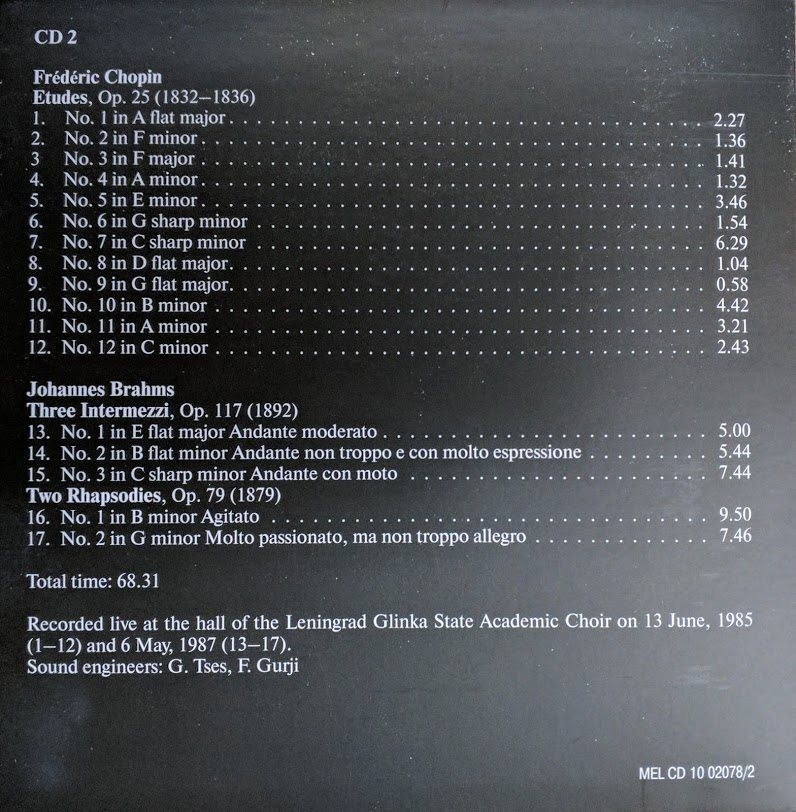 CD 2
Frédéric Chopin
Etudes, Op. 25 (1832–1836)
1. No. 1 in A flat major . . . . . . . . . . . . . . . . . . . . . . . . . . . . . . . . . . . . 2.27
2. No. 2 in F minor . . . . . . . . . . . . . . . . . . . . . . . . . . . . . . . . . . . . . . 1.36
3 No. 3 in F major . . . . . . . . . . . . . . . . . . . . . . . . . . . . . . . . . . . . . . 1.41
4. No. 4 in A minor . . . . . . . . . . . . . . . . . . . . . . . . . . . . . . . . . . . . . . 1.32
5. No. 5 in E minor . . . . . . . . . . . . . . . . . . . . . . . . . . . . . . . . . . . . . . 3.46
6. No. 6 in G sharp minor . . . . . . . . . . . . . . . . . . . . . . . . . . . . . . . . . . 1.54
7. No. 7 in C sharp minor . . . . . . . . . . . . . . . . . . . . . . . . . . . . . . . . . . 6.29
8. No. 8 in D flat major . . . . . . . . . . . . . . . . . . . . . . . . . . . . . . . . . . . . 1.04
9. No. 9 in G flat major . . . . . . . . . . . . . . . . . . . . . . . . . . . . . . . . . . . . 0.58
10. No. 10 in B minor . . . . . . . . . . . . . . . . . . . . . . . . . . . . . . . . . . . . . 4.42
11. No. 11 in A minor . . . . . . . . . . . . . . . . . . . . . . . . . . . . . . . . . . . . . 3.21
12. No. 12 in C minor . . . . . . . . . . . . . . . . . . . . . . . . . . . . . . . . . . . . . 2.43
Johannes Brahms
Three Intermezzi, Op. 117 (1892)
13. No. 1 in E flat major Andante moderato . . . . . . . . . . . . . . . . . . . . . . . . 5.00
14. No. 2 in B flat minor Andante non troppo e con molto espressione . . . . . . . . . 5.44
15. No. 3 in C sharp minor Andante con moto . . . . . . . . . . . . . . . . . . . . . . 7.44
Two Rhapsodies, Op. 79 (1879)
16. No. 1 in B minor Agitato . . . . . . . . . . . . . . . . . . . . . . . . . . . . . . . . 9.50
17. No. 2 in G minor Molto passionato, ma non troppo allegro . . . . . . . . . . . . . 7.46
Total time: 68.31
Recorded live at the hall of the Leningrad Glinka State Academic Choir on 13 June, 1985
(1–12) and 6 May, 1987 (13–17).
Sound engineers: G. Tses, F. Gurji
MEL CD 10 02078/2